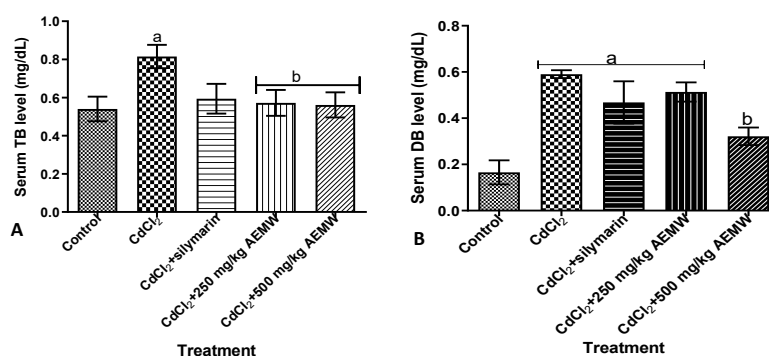 Serum TB level (mg/dL)
1.0
0.8
0.6
0.4
0.2
0.0
a
b
Control
CdCl₂
CdCl₂+silymarin
CdCl₂+250 mg/kg AEMW
CdCl₂+500 mg/kg AEMW
A
Treatment
Serum DB level (mg/dL)
0.8
0.6
0.4
0.2
0.0
a
b
Control
CdCl₂
CdCl₂+silymarin
CdCl₂+250 mg/kg AEMW
CdCl₂+500 mg/kg AEMW
B
Treatment